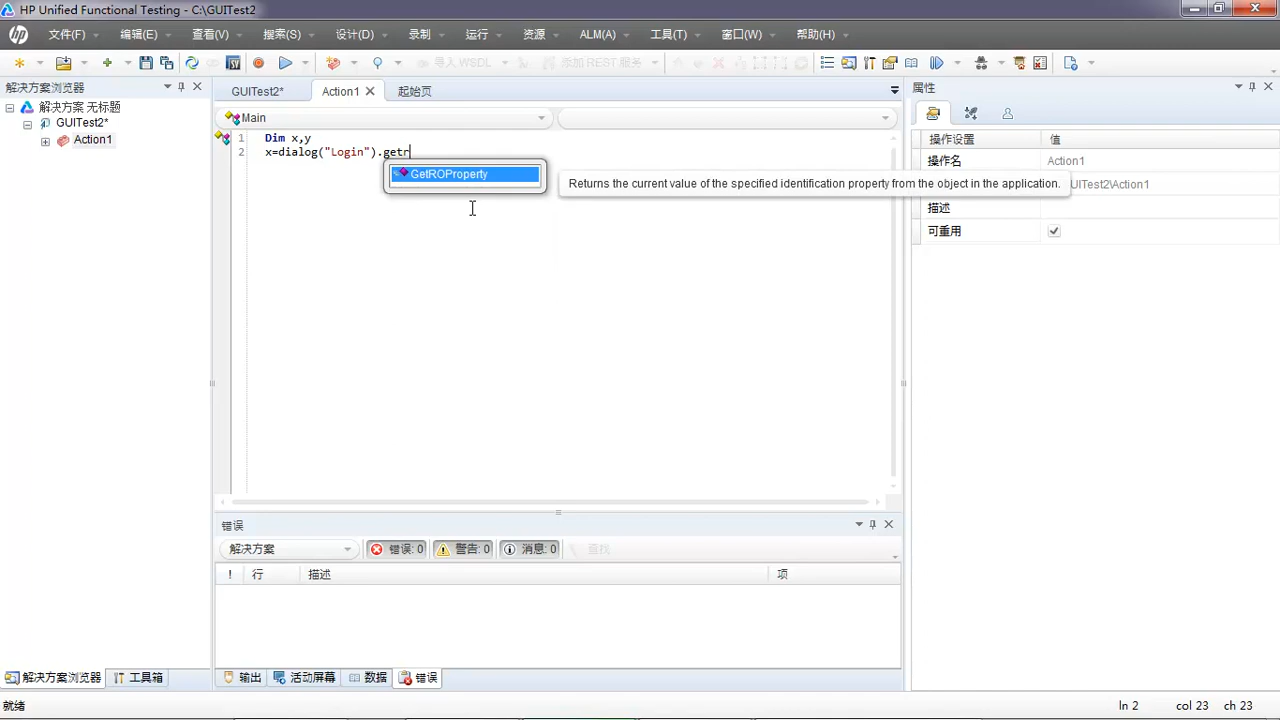 HP Unified Functional Testing - C:\GUITest2
文件(F) 编辑(E) 查看(V) 搜索(S) 设计(D) 录制 运行 资源 ALM(A) 工具(T) 窗口(W) 帮助(H)
导入 WSDL 添加 REST 服务
解决方案浏览器
解决方案 无标题
GUITest2*
Action1
GUITest2* Action1 起始页
Main
1 Dim x,y
2 x=dialog("Login").getr
GetROProperty
Returns the current value of the specified identification property from the object in the application.
属性
操作设置 值
操作名 Action1
UITest2\Action1
描述
可重用
错误
解决方案 错误: 0 警告: 0 消息: 0 查找
! 行 描述 项
解决方案浏览器 工具箱 输出 活动屏幕 数据 错误
就绪 ln 2 col 23 ch 23